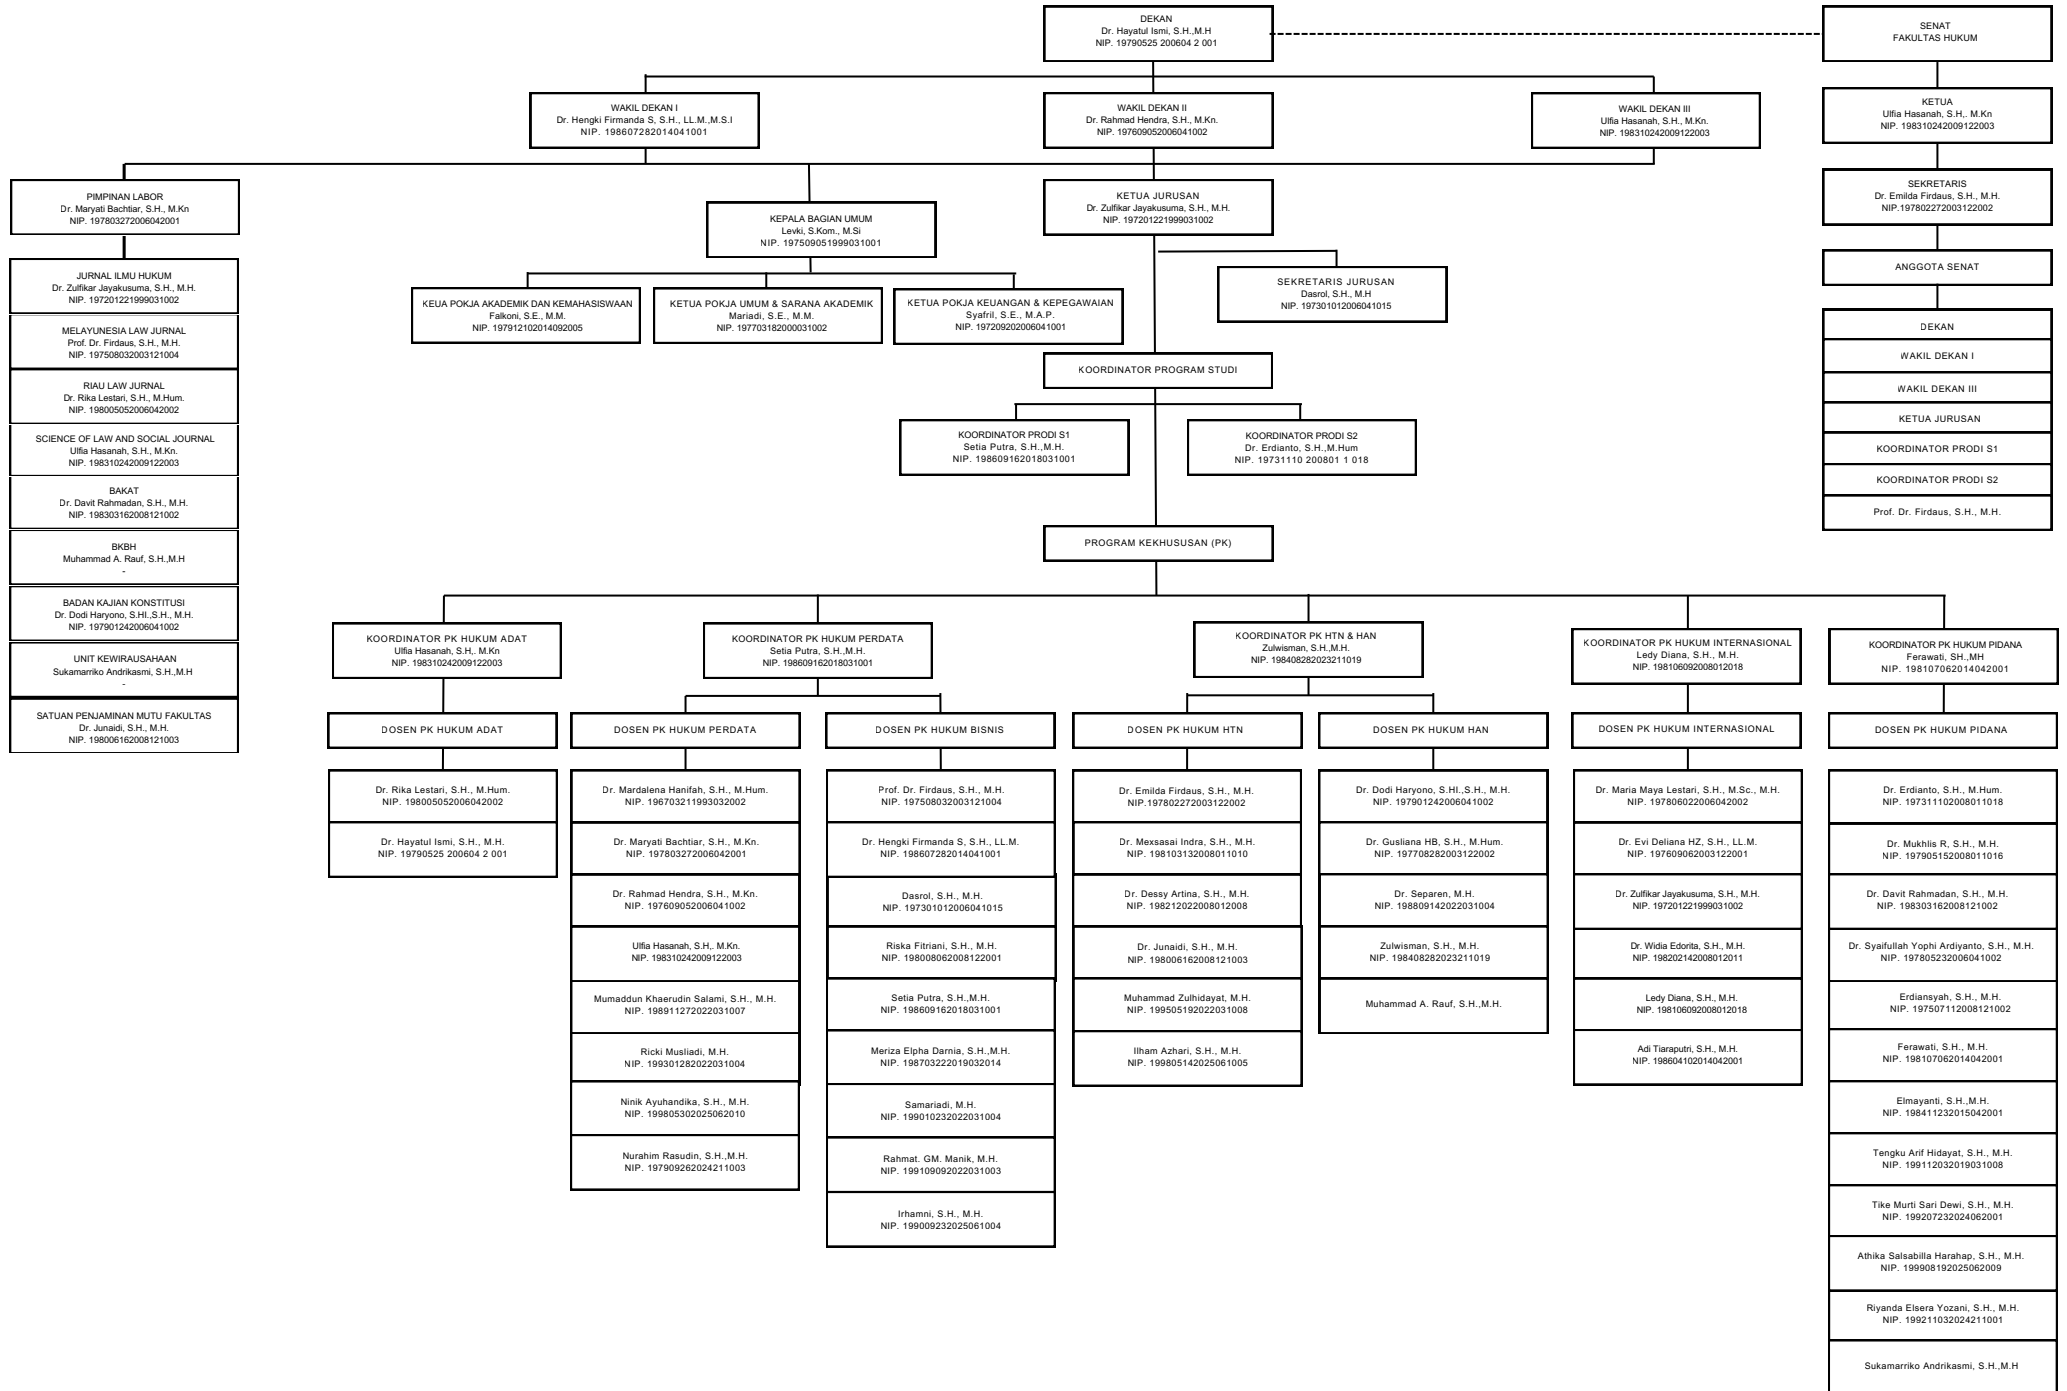 DEKAN
Dr. Hayatul Ismi, S.H.,M.H
NIP. 19790525 200604 2 001
SENAT
FAKULTAS HUKUM
WAKIL DEKAN I
Dr. Hengki Firmanda S, S.H., LL.M.,M.S.I
NIP. 198607282014041001
WAKIL DEKAN II
Dr. Rahmad Hendra, S.H., M.Kn.
NIP. 197609052006041002
WAKIL DEKAN III
Ulfia Hasanah, S.H., M.Kn.
NIP. 198310242009122003
KETUA
Ulfia Hasanah, S.H,. M.Kn
NIP. 198310242009122003
PIMPINAN LABOR
Dr. Maryati Bachtiar, S.H., M.Kn
NIP. 197803272006042001
KEPALA BAGIAN UMUM
Levki, S.Kom., M.Si
NIP. 197509051999031001
KETUA JURUSAN
Dr. Zulfikar Jayakusuma, S.H., M.H.
NIP. 197201221999031002
SEKRETARIS
Dr. Emilda Firdaus, S.H., M.H.
NIP.197802272003122002
ANGGOTA SENAT
SEKRETARIS JURUSAN
Dasrol, S.H., M.H
NIP. 197301012006041015
KEUA POKJA AKADEMIK DAN KEMAHASISWAAN
Falkoni, S.E., M.M.
NIP. 197912102014092005
KETUA POKJA UMUM & SARANA AKADEMIK
Mariadi, S.E., M.M.
NIP. 197703182000031002
KETUA POKJA KEUANGAN & KEPEGAWAIAN
Syafril, S.E., M.A.P.
NIP. 197209202006041001
JURNAL ILMU HUKUM
Dr. Zulfikar Jayakusuma, S.H., M.H.
NIP. 197201221999031002
MELAYUNESIA LAW JURNAL
Prof. Dr. Firdaus, S.H., M.H.
NIP. 197508032003121004
RIAU LAW JURNAL
Dr. Rika Lestari, S.H., M.Hum.
NIP. 198005052006042002
SCIENCE OF LAW AND SOCIAL JOURNAL
Ulfia Hasanah, S.H., M.Kn.
NIP. 198310242009122003
BAKAT
Dr. Davit Rahmadan, S.H., M.H.
NIP. 198303162008121002
BKBH
Muhammad A. Rauf, S.H.,M.H
-
BADAN KAJIAN KONSTITUSI
Dr. Dodi Haryono, S.HI.,S.H., M.H.
NIP. 197901242006041002
UNIT KEWIRAUSAHAAN
Sukamarriko Andrikasmi, S.H.,M.H
-
SATUAN PENJAMINAN MUTU FAKULTAS
Dr. Junaidi, S.H., M.H.
NIP. 198006162008121003
KOORDINATOR PROGRAM STUDI
KOORDINATOR PRODI S1
Setia Putra, S.H.,M.H.
NIP. 198609162018031001
KOORDINATOR PRODI S2
Dr. Erdianto, S.H.,M.Hum
NIP. 19731110 200801 1 018
DEKAN
WAKIL DEKAN I
WAKIL DEKAN III
KETUA JURUSAN
KOORDINATOR PRODI S1
KOORDINATOR PRODI S2
Prof. Dr. Firdaus, S.H., M.H.
PROGRAM KEKHUSUSAN (PK)
KOORDINATOR PK HUKUM ADAT
Ulfia Hasanah, S.H,. M.Kn
NIP. 198310242009122003
KOORDINATOR PK HUKUM PERDATA
Setia Putra, S.H.,M.H.
NIP. 198609162018031001
KOORDINATOR PK HTN & HAN
Zulwisman, S.H.,M.H.
NIP. 198408282023211019
KOORDINATOR PK HUKUM INTERNASIONAL
Ledy Diana, S.H., M.H.
NIP. 198106092008012018
KOORDINATOR PK HUKUM PIDANA
Ferawati, SH.,MH
NIP. 198107062014042001
DOSEN PK HUKUM ADAT
Dr. Rika Lestari, S.H., M.Hum.
NIP. 198005052006042002
Dr. Hayatul Ismi, S.H., M.H.
NIP. 19790525 200604 2 001
DOSEN PK HUKUM PERDATA
Dr. Mardalena Hanifah, S.H., M.Hum.
NIP. 196703211993032002
Dr. Maryati Bachtiar, S.H., M.Kn.
NIP. 197803272006042001
Dr. Rahmad Hendra, S.H., M.Kn.
NIP. 197609052006041002
Ulfia Hasanah, S.H,. M.Kn.
NIP. 198310242009122003
Mumaddun Khaerudin Salami, S.H., M.H.
NIP. 198911272022031007
Ricki Musliadi, M.H.
NIP. 199301282022031004
Ninik Ayuhandika, S.H., M.H.
NIP. 199805302025062010
Nurahim Rasudin, S.H.,M.H.
NIP. 197909262024211003
DOSEN PK HUKUM BISNIS
Prof. Dr. Firdaus, S.H., M.H.
NIP. 197508032003121004
Dr. Hengki Firmanda S, S.H., LL.M.
NIP. 198607282014041001
Dasrol, S.H., M.H.
NIP. 197301012006041015
Riska Fitriani, S.H., M.H.
NIP. 198008062008122001
Setia Putra, S.H.,M.H.
NIP. 198609162018031001
Meriza Elpha Darnia, S.H.,M.H.
NIP. 198703222019032014
Samariadi, M.H.
NIP. 199010232022031004
Rahmat. GM. Manik, M.H.
NIP. 199109092022031003
Irhamni, S.H., M.H.
NIP. 199009232025061004
DOSEN PK HUKUM HTN
Dr. Emilda Firdaus, S.H., M.H.
NIP.197802272003122002
Dr. Mexsasai Indra, S.H., M.H.
NIP. 198103132008011010
Dr. Dessy Artina, S.H., M.H.
NIP. 198212022008012008
Dr. Junaidi, S.H., M.H.
NIP. 198006162008121003
Muhammad Zulhidayat, M.H.
NIP. 199505192022031008
Ilham Azhari, S.H., M.H.
NIP. 199805142025061005
DOSEN PK HUKUM HAN
Dr. Dodi Haryono, S.HI.,S.H., M.H.
NIP. 197901242006041002
Dr. Gusliana HB, S.H., M.Hum.
NIP. 197708282003122002
Dr. Separen, M.H.
NIP. 198809142022031004
Zulwisman, S.H., M.H.
NIP. 198408282023211019
Muhammad A. Rauf, S.H.,M.H.
DOSEN PK HUKUM INTERNASIONAL
Dr. Maria Maya Lestari, S.H., M.Sc., M.H.
NIP. 197806022006042002
Dr. Evi Deliana HZ, S.H., LL.M.
NIP. 197609062003122001
Dr. Zulfikar Jayakusuma, S.H., M.H.
NIP. 197201221999031002
Dr. Widia Edorita, S.H., M.H.
NIP. 198202142008012011
Ledy Diana, S.H., M.H.
NIP. 198106092008012018
Adi Tiaraputri, S.H., M.H.
NIP. 198604102014042001
DOSEN PK HUKUM PIDANA
Dr. Erdianto, S.H., M.Hum.
NIP. 197311102008011018
Dr. Mukhlis R, S.H., M.H.
NIP. 197905152008011016
Dr. Davit Rahmadan, S.H., M.H.
NIP. 198303162008121002
Dr. Syaifullah Yophi Ardiyanto, S.H., M.H.
NIP. 197805232006041002
Erdiansyah, S.H., M.H.
NIP. 197507112008121002
Ferawati, S.H., M.H.
NIP. 198107062014042001
Elmayanti, S.H.,M.H.
NIP. 198411232015042001
Tengku Arif Hidayat, S.H., M.H.
NIP. 199112032019031008
Tike Murti Sari Dewi, S.H., M.H.
NIP. 199207232024062001
Athika Salsabilla Harahap, S.H., M.H.
NIP. 199908192025062009
Riyanda Elsera Yozani, S.H., M.H.
NIP. 199211032024211001
Sukamarriko Andrikasmi, S.H.,M.H